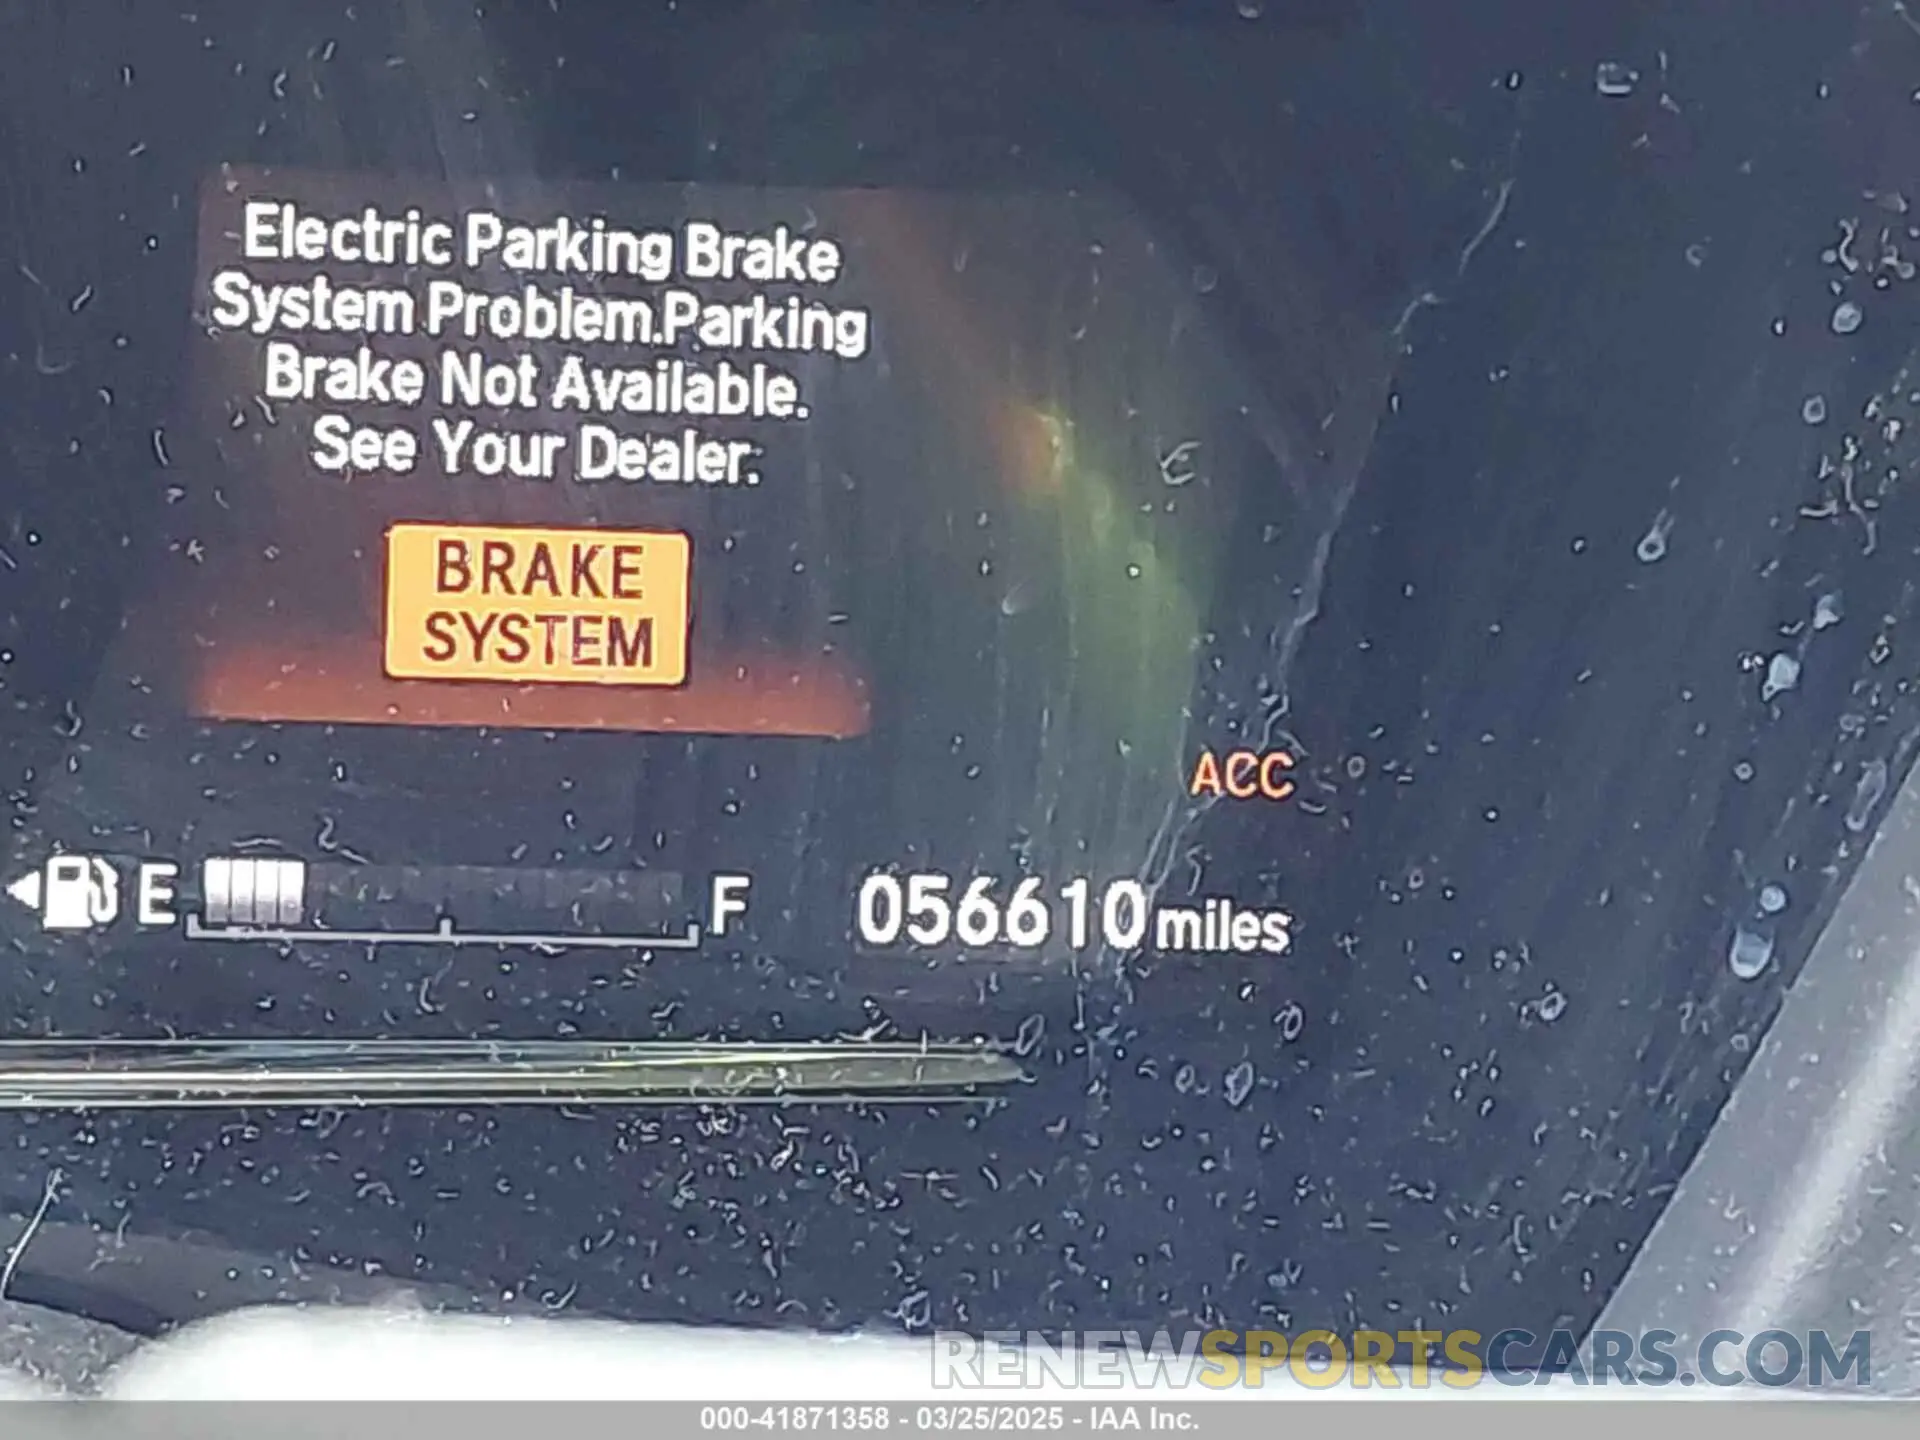 Electric Parking Brake
System Problem.Parking
Brake Not Available.
See Your Dealer.
BRAKE
SYSTEM
ACC
E
F
056610 miles
RENEWSPORTSCARS.COM
000-41871358 - 03/25/2025 - IAA Inc.